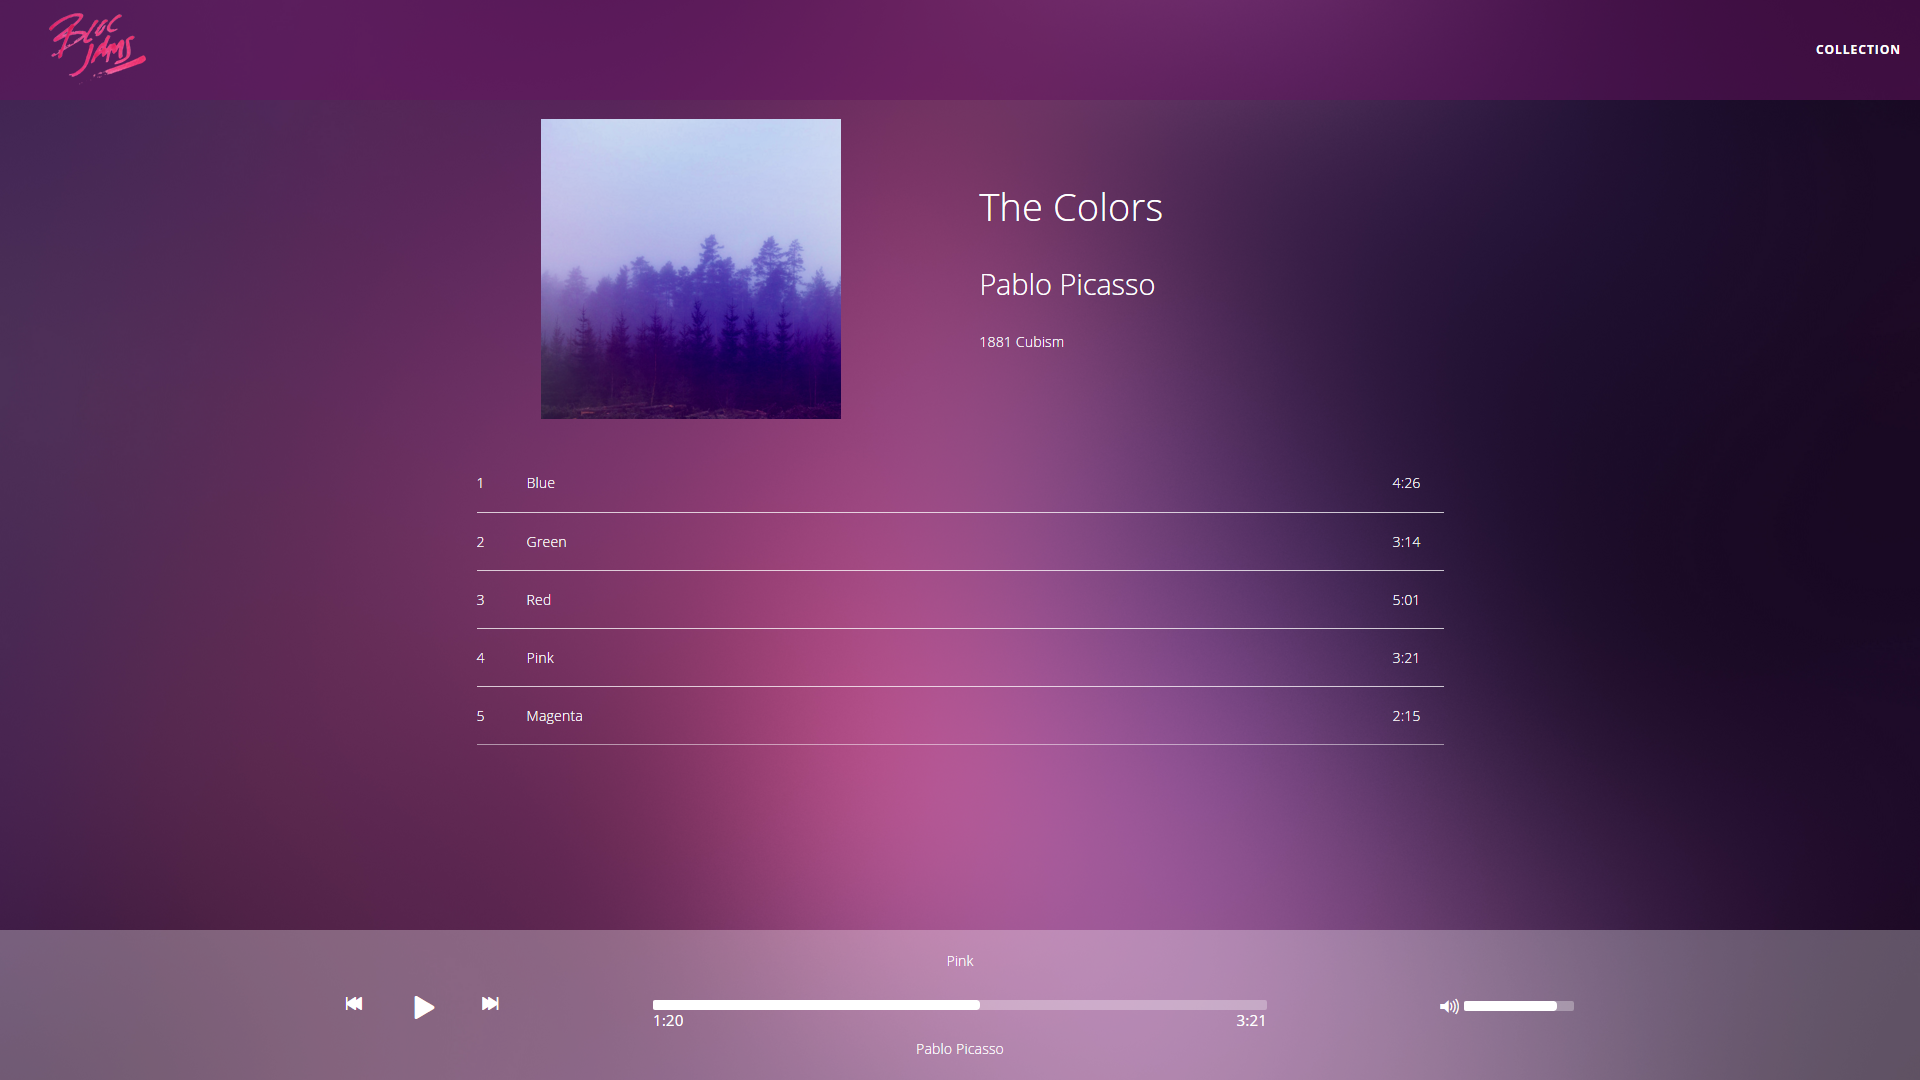 Bloc
Jams
COLLECTION
The Colors
Pablo Picasso
1881 Cubism
1 Blue 4:26
2 Green 3:14
3 Red 5:01
4 Pink 3:21
5 Magenta 2:15
Pink
1:20 3:21
Pablo Picasso